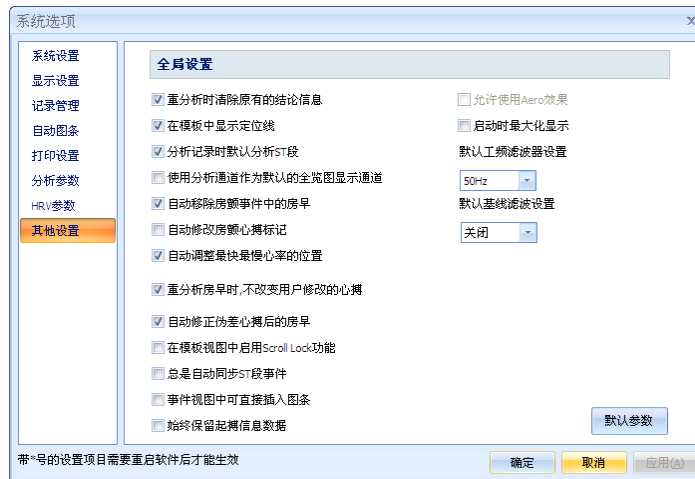 系统选项
系统设置
显示设置
记录管理
自动图条
打印设置
分析参数
HRV参数
其他设置
全局设置
重分析时清除原有的结论信息
在模板中显示定位线
分析记录时默认分析ST段
使用分析通道作为默认的全览图显示通道
自动移除房颤事件中的房早
自动修改房颤心搏标记
自动调整最快最慢心率的位置
重分析房早时,不改变用户修改的心搏
自动修正伪差心搏后的房早
在模板视图中启用Scroll Lock功能
总是自动同步ST段事件
事件视图中可直接插入图条
始终保留起搏信息数据
允许使用Aero效果
启动时最大化显示
默认工频滤波器设置
50Hz
默认基线滤波设置
关闭
默认参数
带*号的设置项目需要重启软件后才能生效
确定
取消
应用(A)